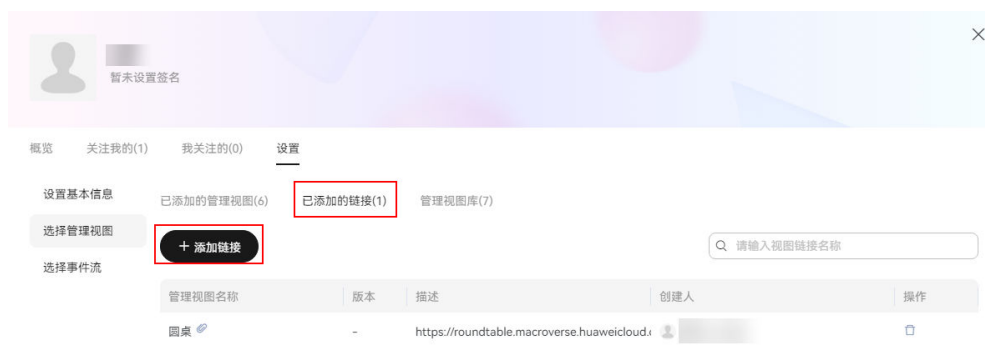 暂未设置签名
概览 关注我的(1) 我关注的(0) 设置
设置基本信息
选择管理视图
选择事件流
已添加的管理视图(6) 已添加的链接(1) 管理视图库(7)
+ 添加链接
请输入视图链接名称
管理视图名称 版本 描述 创建人 操作
圆桌 - https://roundtable.macroverse.huaweicloud.